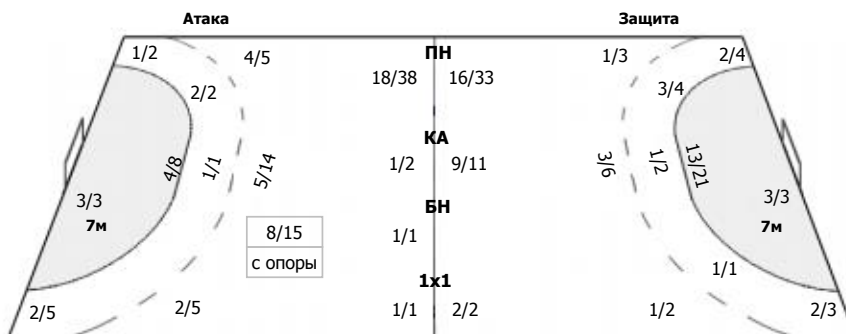 Атака Защита
1/2 4/5 ПН 1/3 2/4
18/38 16/33
2/2 3/4
КА
4/8 1/1 5/14 1/2 9/11 3/6 1/2 13/21
3/3 3/3
7м 7м
БН
8/15 1/1
с опоры
1/1
1x1
2/5 2/5 1/1 2/2 1/2 2/3